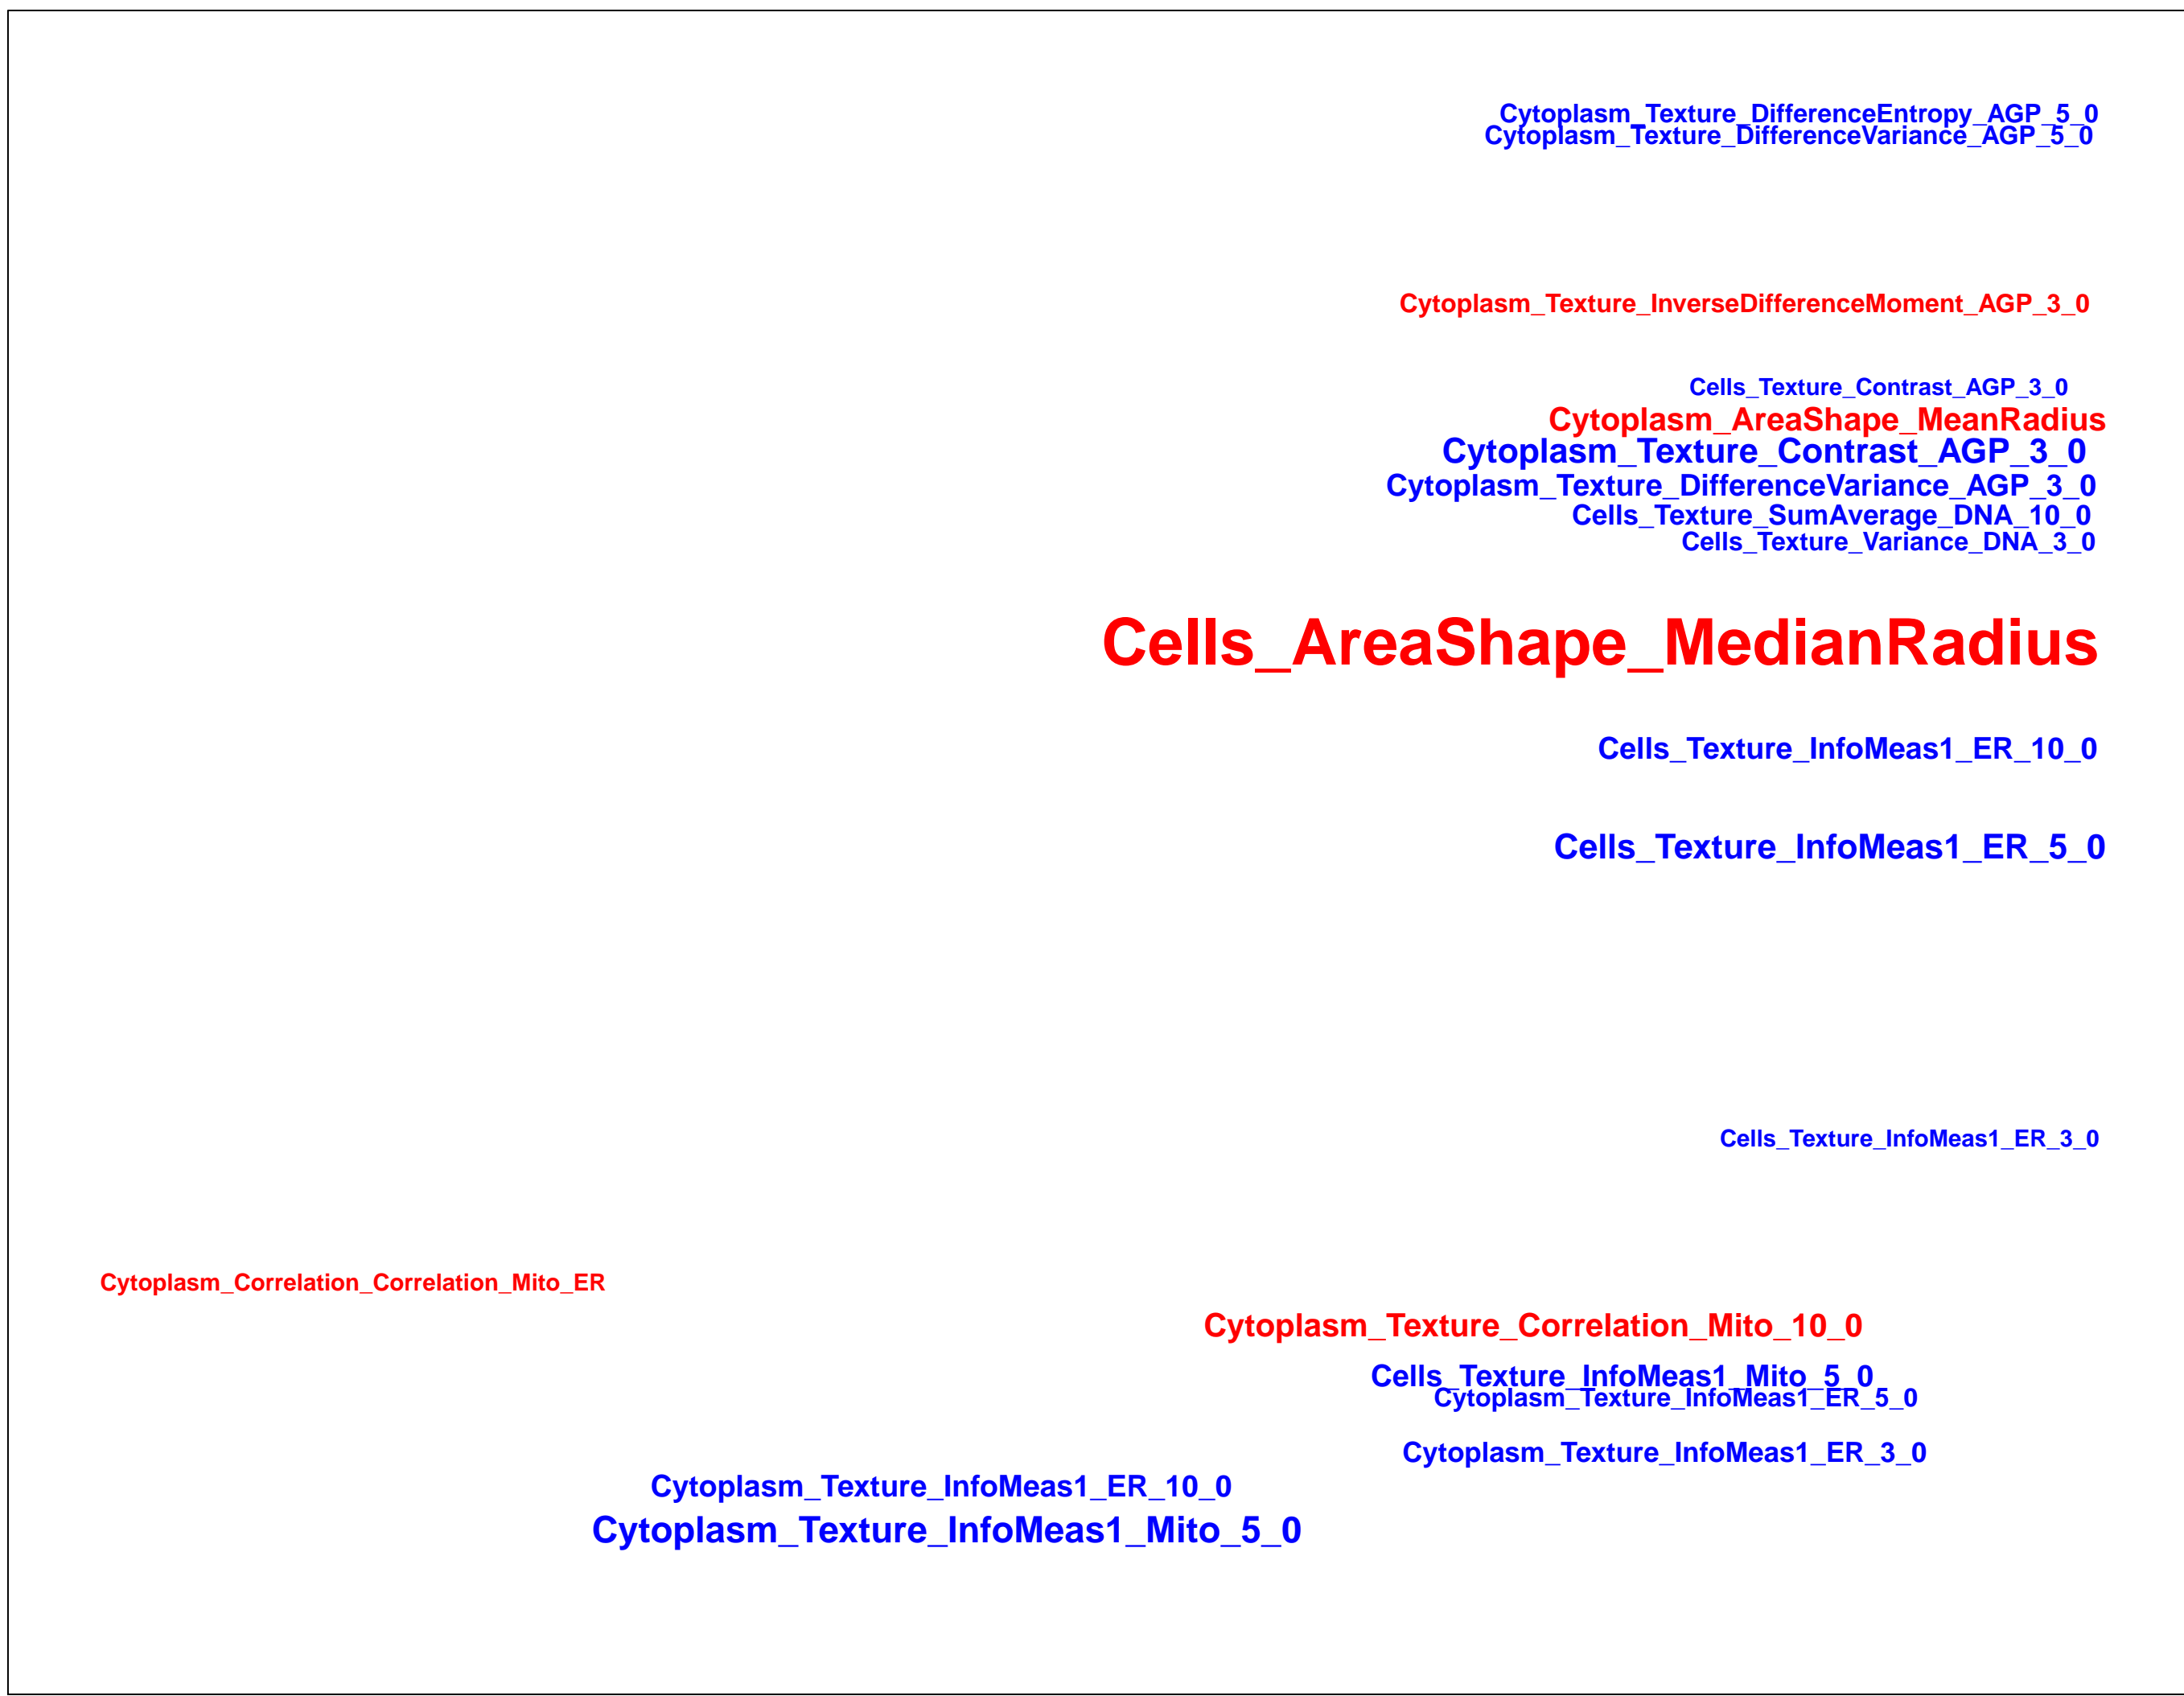 Cytoplasm_Texture_DifferenceEntropy_AGP_5_0
Cytoplasm_Texture_DifferenceVariance_AGP_5_0
Cytoplasm_Texture_InverseDifferenceMoment_AGP_3_0
Cells_Texture_Contrast_AGP_3_0
Cytoplasm_AreaShape_MeanRadius
Cytoplasm_Texture_Contrast_AGP_3_0
Cytoplasm_Texture_DifferenceVariance_AGP_3_0
Cells_Texture_SumAverage_DNA_10_0
Cells_Texture_Variance_DNA_3_0
Cells_AreaShape_MedianRadius
Cells_Texture_InfoMeas1_ER_10_0
Cells_Texture_InfoMeas1_ER_5_0
Cells_Texture_InfoMeas1_ER_3_0
Cytoplasm_Correlation_Correlation_Mito_ER
Cytoplasm_Texture_Correlation_Mito_10_0
Cells_Texture_InfoMeas1_Mito_5_0
Cytoplasm_Texture_InfoMeas1_ER_5_0
Cytoplasm_Texture_InfoMeas1_ER_3_0
Cytoplasm_Texture_InfoMeas1_ER_10_0
Cytoplasm_Texture_InfoMeas1_Mito_5_0